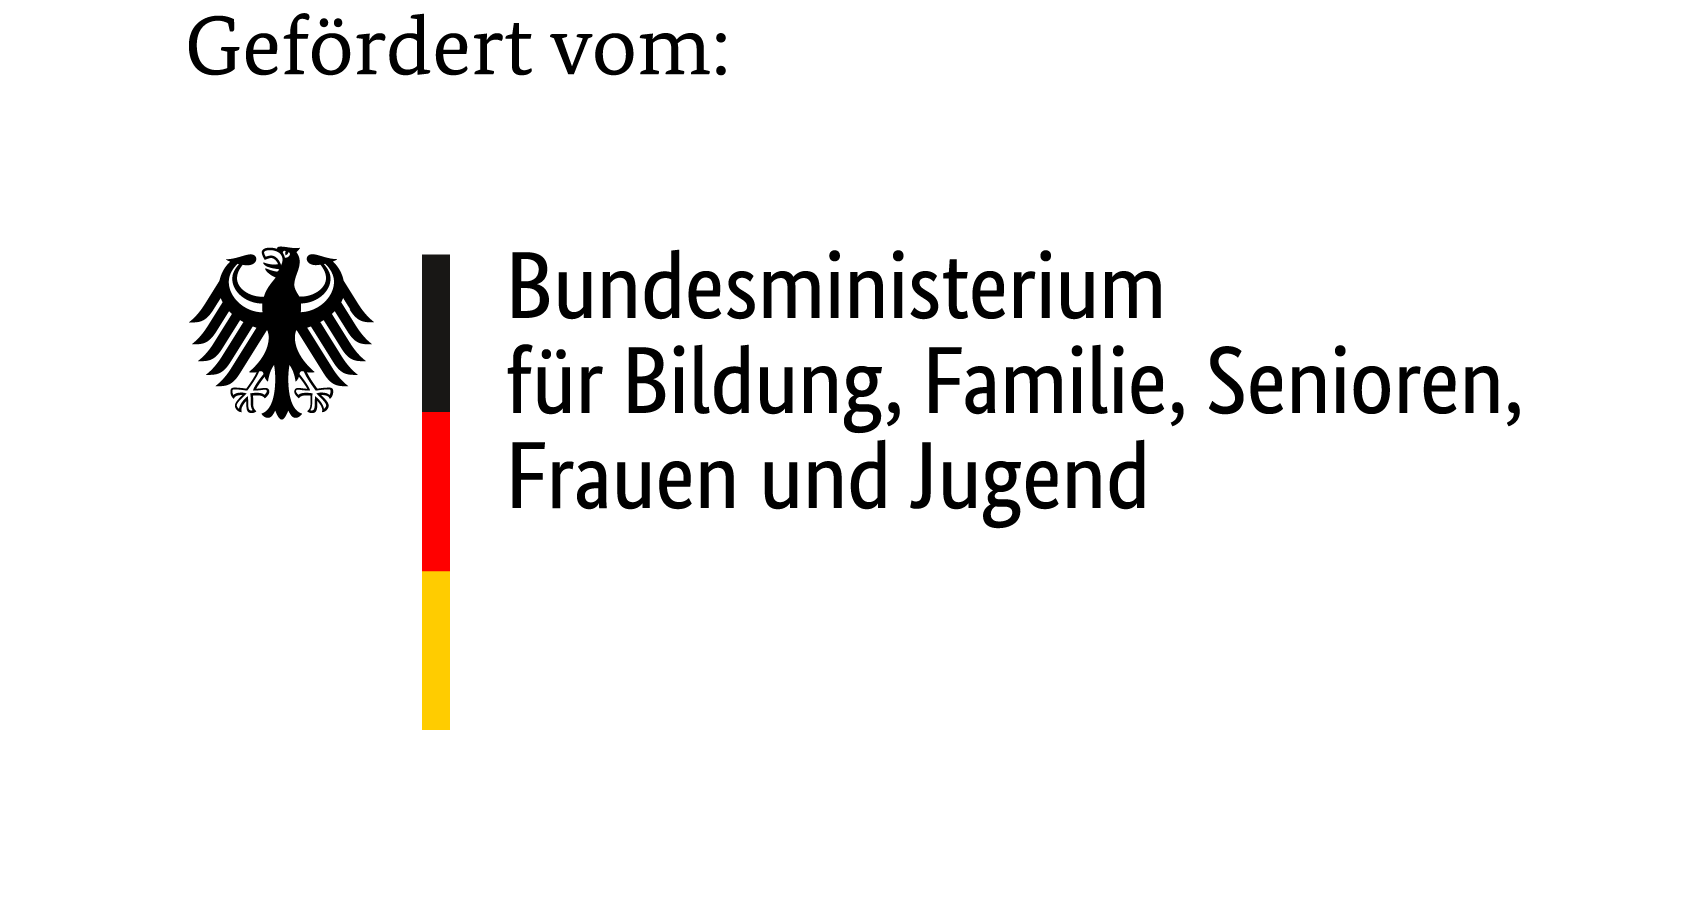 Gefördert vom:
Bundesministerium
für Bildung, Familie, Senioren,
Frauen und Jugend